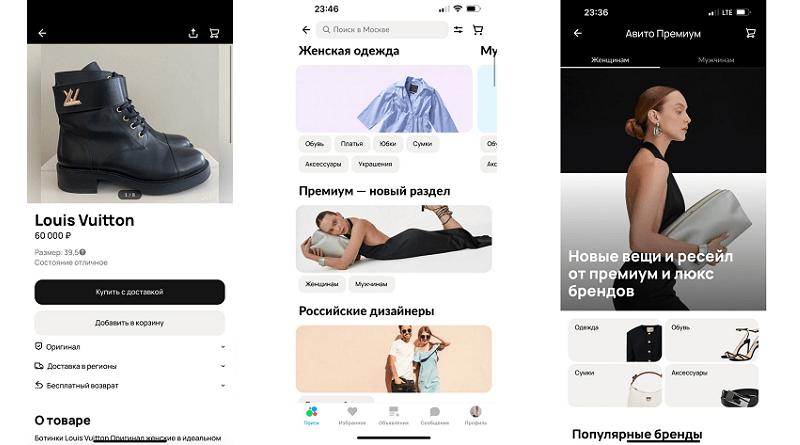 1 / 8
Louis Vuitton
60 000 ₽
Размер: 39,5
Состояние отличное
Купить с доставкой
Добавить в корзину
Оригинал
Доставка в регионы
Бесплатный возврат
О товаре
Ботинки Louis Vuitton Оригинал женские в идеальном
23:46
Поиск в Москве
Женская одежда
Му
Обувь
Платья
Юбки
Сумки
Обу
Аксессуары
Украшения
Акс
Премиум — новый раздел
Женщинам
Мужчинам
Российские дизайнеры
Поиск
Избранное
Объявления
Сообщения
Профиль
23:36
LTE
Авито Премиум
Женщинам
Мужчинам
Новые вещи и ресейл
от премиум и люкс
брендов
Одежда
Обувь
Сумки
Аксессуары
Популярные бренды